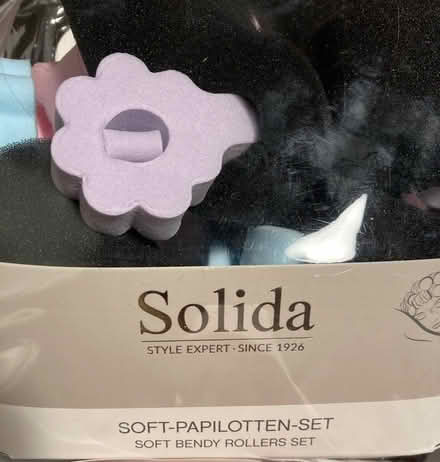 Solida
STYLE EXPERT · SINCE 1926
SOFT-PAPILOTTEN-SET
SOFT BENDY ROLLERS SET